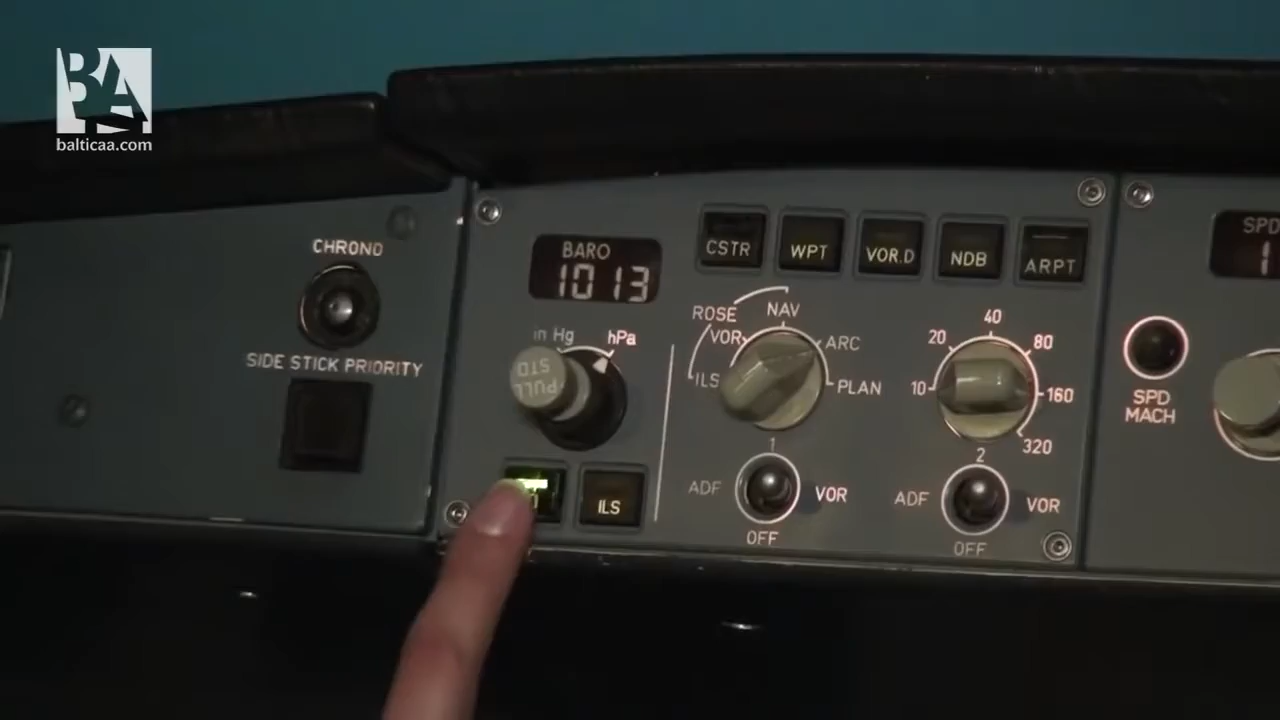 BA
balticaa.com
CHRONO
SIDE STICK PRIORITY
BARO
1013
in Hg
hPa
PULL
STD
ILS
CSTR
WPT
VOR.D
NDB
ARPT
ROSE
NAV
VOR
ARC
ILS
PLAN
10
20
40
80
160
320
1
ADF
VOR
OFF
2
ADF
VOR
OFF
SPD
1
SPD
MACH